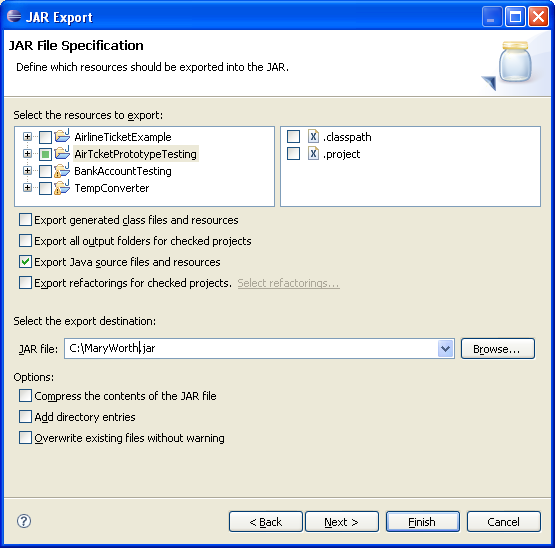 JAR Export
JAR File Specification
Define which resources should be exported into the JAR.
Select the resources to export:
AirlineTicketExample
AirTcketPrototypeTesting
BankAccountTesting
TempConverter
.classpath
.project
Export generated class files and resources
Export all output folders for checked projects
Export Java source files and resources
Export refactorings for checked projects. Select refactorings...
Select the export destination:
JAR file: C:\MaryWorth.jar Browse...
Options:
Compress the contents of the JAR file
Add directory entries
Overwrite existing files without warning
? < Back Next > Finish Cancel